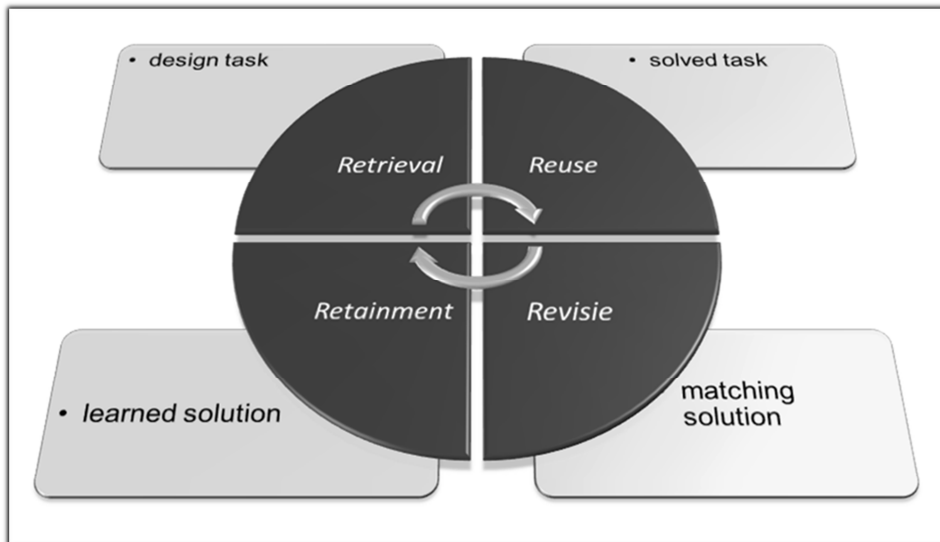 • design task
• solved task
Retrieval
Reuse
Retainment
Revisie
• learned solution
matching
solution